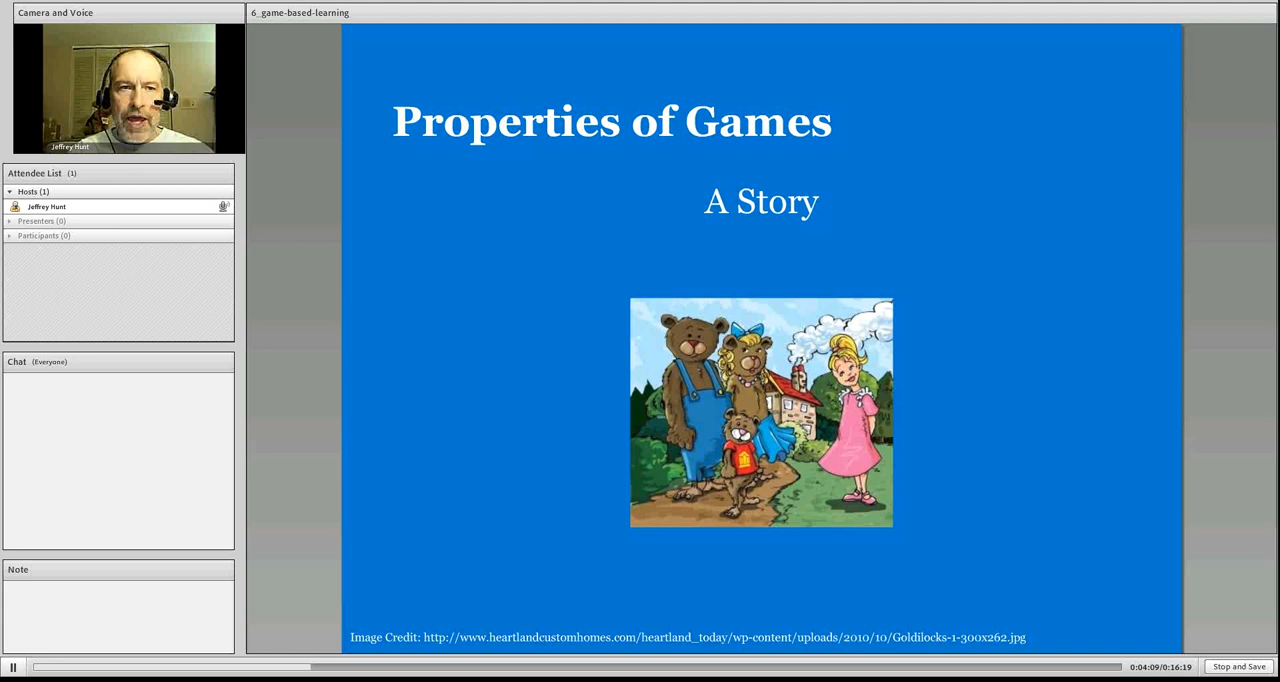 Camera and Voice
6_game-based-learning
Jeffrey Hunt
Attendee List (1)
Hosts (1)
Jeffrey Hunt
Presenters (0)
Participants (0)
Chat (Everyone)
Note
Properties of Games
A Story
Image Credit: http://www.heartlandcustomhomes.com/heartland_today/wp-content/uploads/2010/10/Goldilocks-1-300x262.jpg
0:04:09/0:16:19
Stop and Save